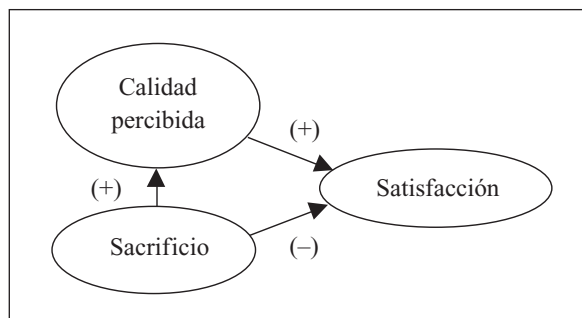 Calidad
percibida
(+)
Satisfacción
(+)
Sacrificio
(–)